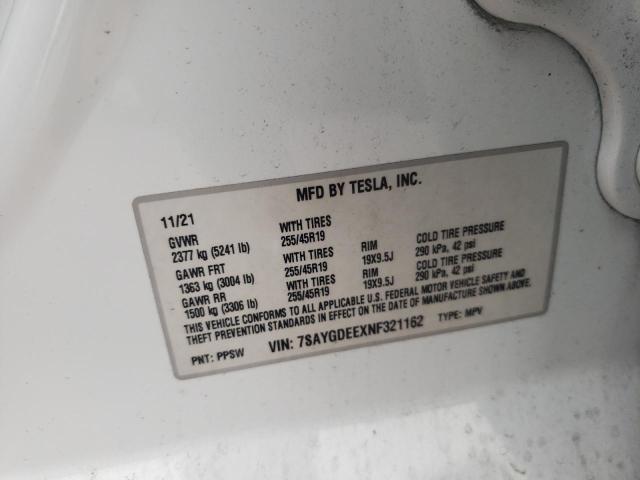 MFD BY TESLA, INC.
11/21
GVWR WITH TIRES
2377 kg (5241 lb) 255/45R19 RIM COLD TIRE PRESSURE
GAWR FRT WITH TIRES 19X9.5J 290 kPa, 42 psi
1363 kg (3004 lb) 255/45R19 RIM COLD TIRE PRESSURE
GAWR RR WITH TIRES 19X9.5J 290 kPa, 42 psi
1500 kg (3306 lb) 255/45R19
THIS VEHICLE CONFORMS TO ALL APPLICABLE U.S. FEDERAL MOTOR VEHICLE SAFETY AND
THEFT PREVENTION STANDARDS IN EFFECT ON THE DATE OF MANUFACTURE SHOWN ABOVE.
PNT: PPSW VIN: 7SAYGDEEXNF321162 TYPE: MPV